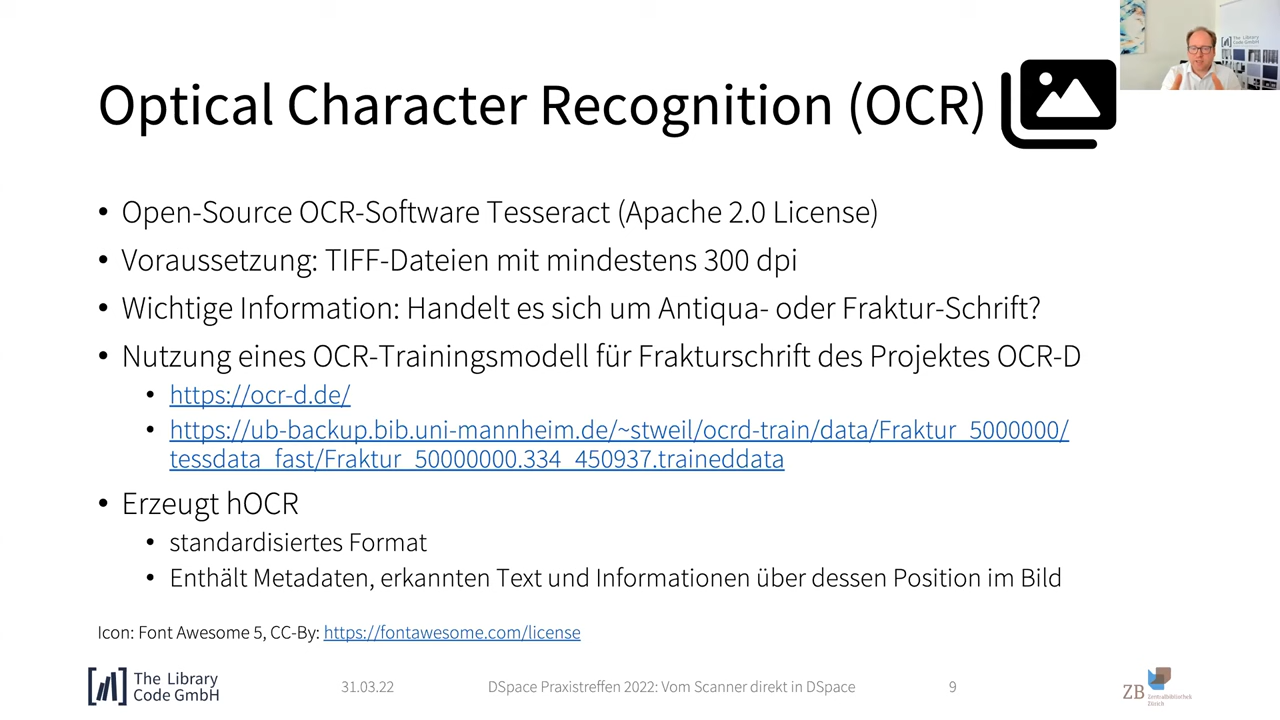 The Library
Code GmbH
Optical Character Recognition (OCR)
• Open-Source OCR-Software Tesseract (Apache 2.0 License)
• Voraussetzung: TIFF-Dateien mit mindestens 300 dpi
• Wichtige Information: Handelt es sich um Antiqua- oder Fraktur-Schrift?
• Nutzung eines OCR-Trainingsmodell für Frakturschrift des Projektes OCR-D
• https://ocr-d.de/
• https://ub-backup.bib.uni-mannheim.de/~stweil/ocrd-train/data/Fraktur_5000000/
tessdata_fast/Fraktur_50000000.334_450937.traineddata
• Erzeugt hOCR
• standardisiertes Format
• Enthält Metadaten, erkannten Text und Informationen über dessen Position im Bild
Icon: Font Awesome 5, CC-By: https://fontawesome.com/license
The Library
Code GmbH
31.03.22
DSpace Praxistreffen 2022: Vom Scanner direkt in DSpace
9
ZB Zentralbibliothek
Zürich